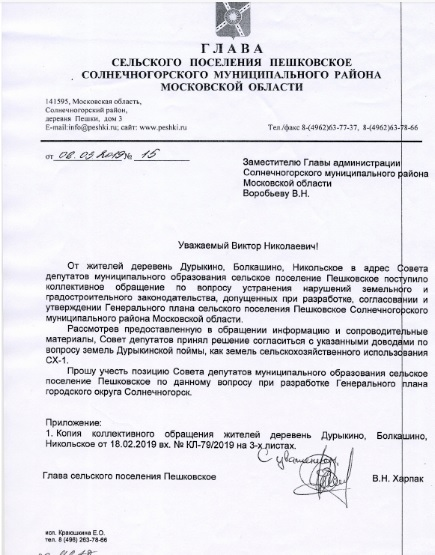 ГЛАВА
СЕЛЬСКОГО ПОСЕЛЕНИЯ ПЕШКОВСКОЕ
СОЛНЕЧНОГОРСКОГО МУНИЦИПАЛЬНОГО РАЙОНА
МОСКОВСКОЙ ОБЛАСТИ
141595, Московская область,
Солнечногорский район,
деревня Пешки, дом 3
E-mail:info@peshki.ru; сайт: www.peshki.ru
Тел./факс 8-(4962)63-77-37, 8-(4962)63-78-66
от 2019 № 15
Заместителю Главы администрации
Солнечногорского муниципального района
Московской области
Воробьеву В.Н.
Уважаемый Виктор Николаевич!
От жителей деревень Дурыкино, Болкашино, Никольское в адрес Совета
депутатов муниципального образования сельское поселение Пешковское поступило
коллективное обращение по вопросу устранения нарушений земельного и
градостроительного законодательства, допущенных при разработке, согласовании и
утверждении Генерального плана сельского поселения Пешковское Солнечногорского
муниципального района Московской области.
Рассмотрев предоставленную в обращении информацию и сопроводительные
материалы, Совет депутатов принял решение согласиться с указанными доводами по
вопросу земель Дурыкинской поймы, как земель сельскохозяйственного использования
СХ-1.
Прошу учесть позицию Совета депутатов муниципального образования сельское
поселение Пешковское по данному вопросу при разработке Генерального плана
городского округа Солнечногорск.
Приложение:
1. Копия коллективного обращения жителей деревень Дурыкино, Болкашино,
Никольское от 18.02.2019 вх. № КЛ-79/2019 на 3-х листах.
С уважением,
Глава сельского поселения Пешковское
В.Н. Харпак
исп. Краюшкина Е.О.
тел. 8 (496) 263-78-66